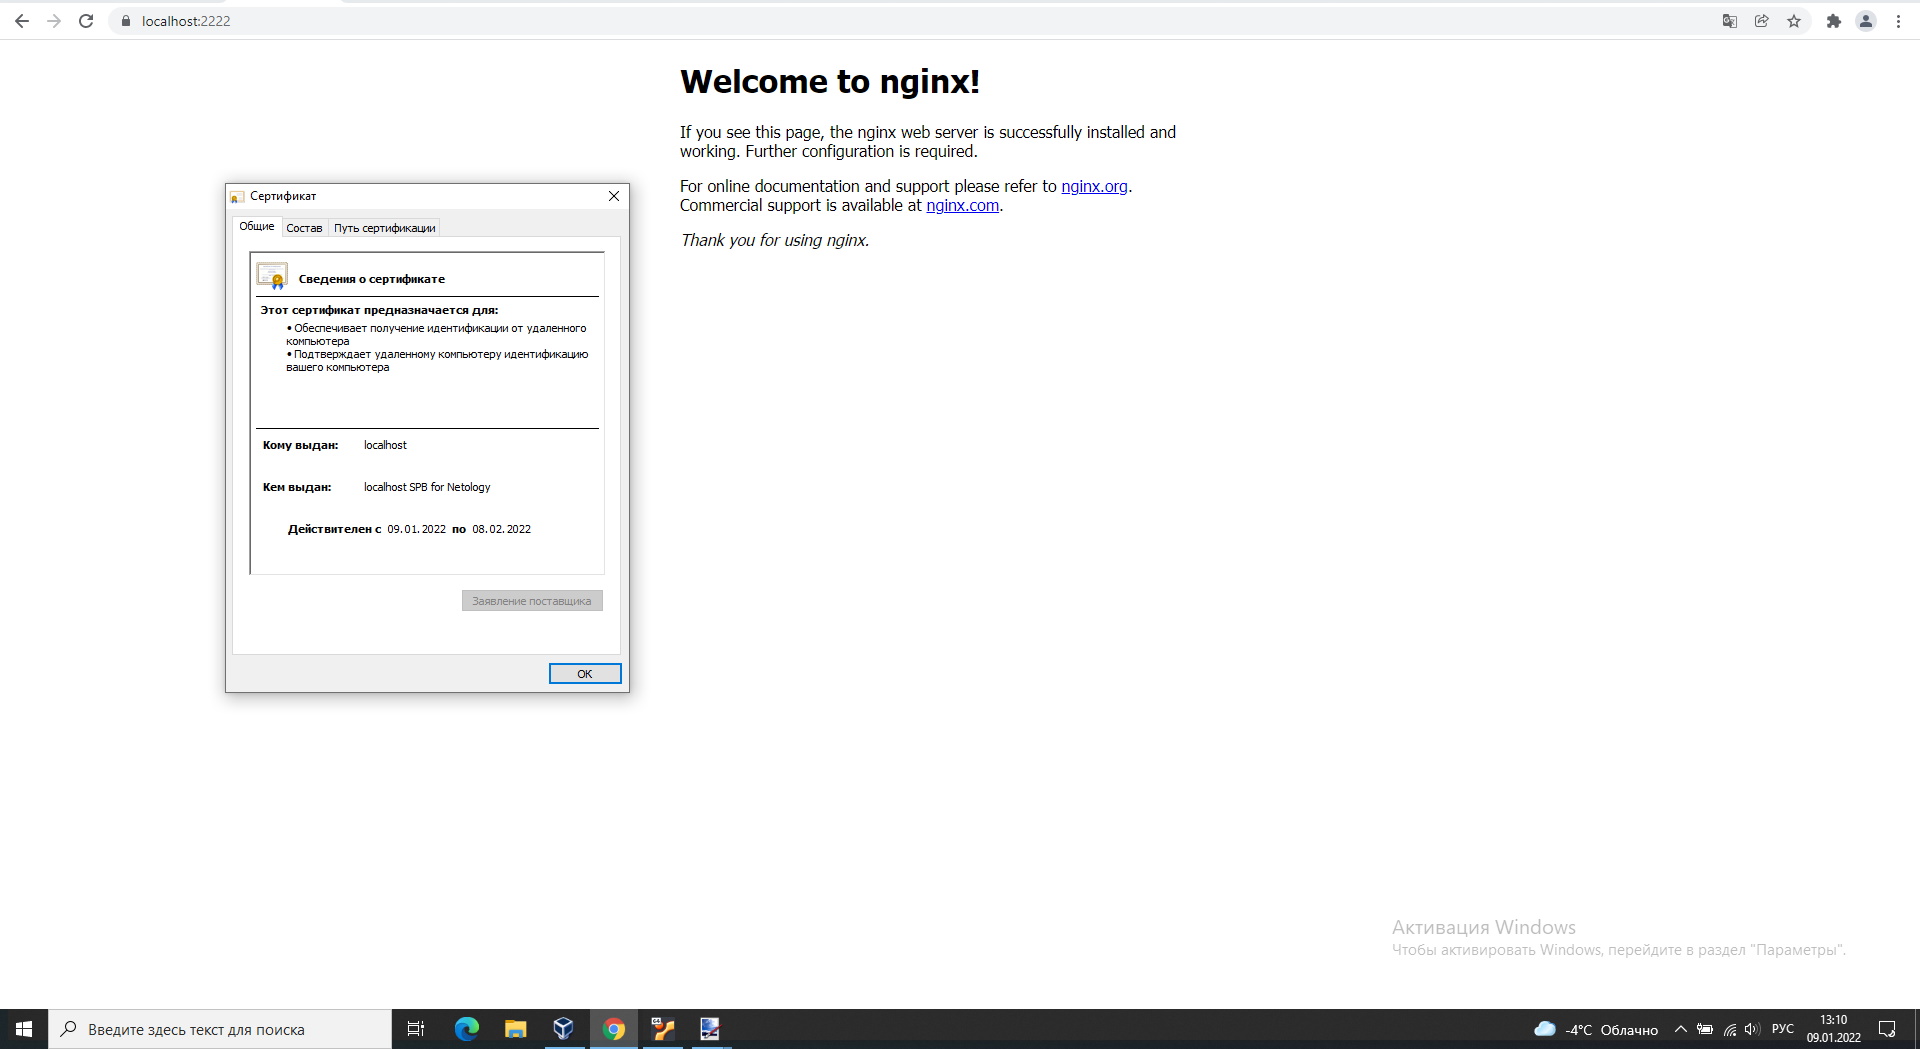 localhost:2222
Welcome to nginx!
If you see this page, the nginx web server is successfully installed and
working. Further configuration is required.
For online documentation and support please refer to nginx.org.
Commercial support is available at nginx.com.
Thank you for using nginx.
Сертификат
Общие Состав Путь сертификации
Сведения о сертификате
Этот сертификат предназначается для:
• Обеспечивает получение идентификации от удаленного
компьютера
• Подтверждает удаленному компьютеру идентификацию
вашего компьютера
Кому выдан: localhost
Кем выдан: localhost SPB for Netology
Действителен с 09.01.2022 по 08.02.2022
Заявление поставщика
OK
Активация Windows
Чтобы активировать Windows, перейдите в раздел "Параметры".
Введите здесь текст для поиска
-4°C Облачно
РУС
13:10
09.01.2022